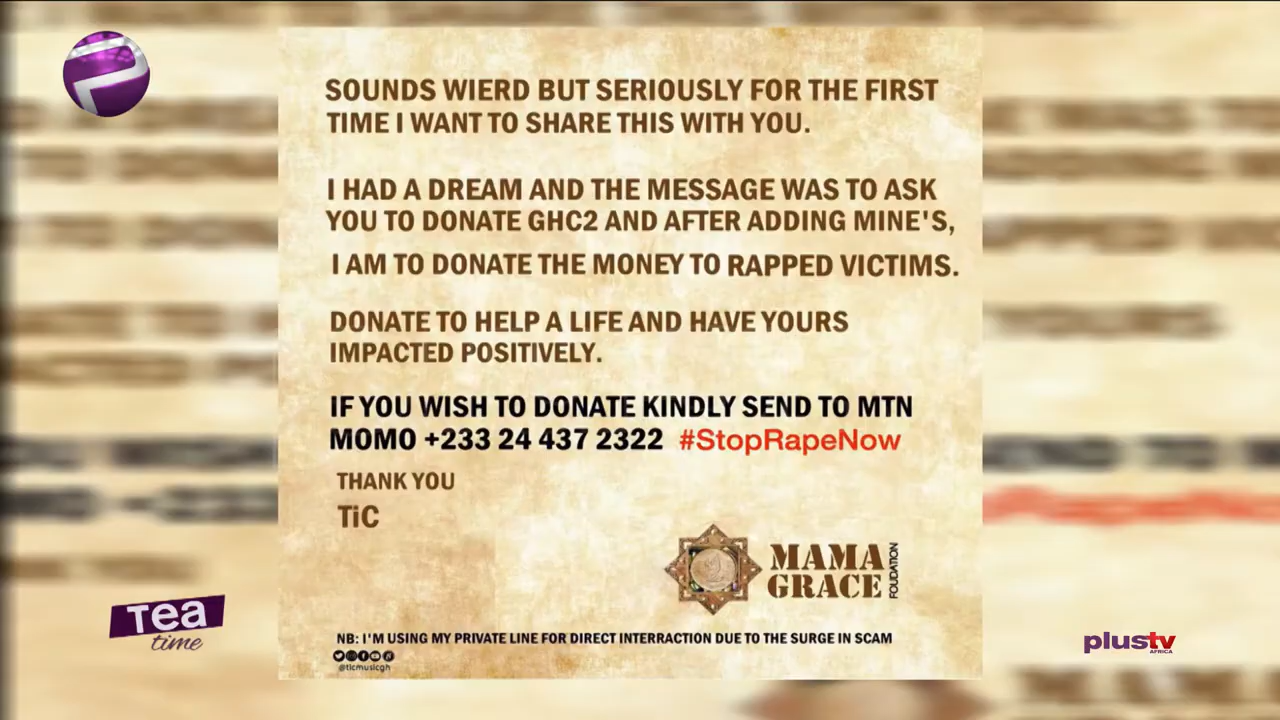 SOUNDS WIERD BUT SERIOUSLY FOR THE FIRST
TIME I WANT TO SHARE THIS WITH YOU.
I HAD A DREAM AND THE MESSAGE WAS TO ASK
YOU TO DONATE GHC2 AND AFTER ADDING MINE'S,
I AM TO DONATE THE MONEY TO RAPPED VICTIMS.
DONATE TO HELP A LIFE AND HAVE YOURS
IMPACTED POSITIVELY.
IF YOU WISH TO DONATE KINDLY SEND TO MTN
MOMO +233 24 437 2322 #StopRapeNow
THANK YOU
TiC
MAMA
GRACE
FOUDATION
NB: I'M USING MY PRIVATE LINE FOR DIRECT INTERRACTION DUE TO THE SURGE IN SCAM
@ticmusicgh
Tea
time
plustv
AFRICA